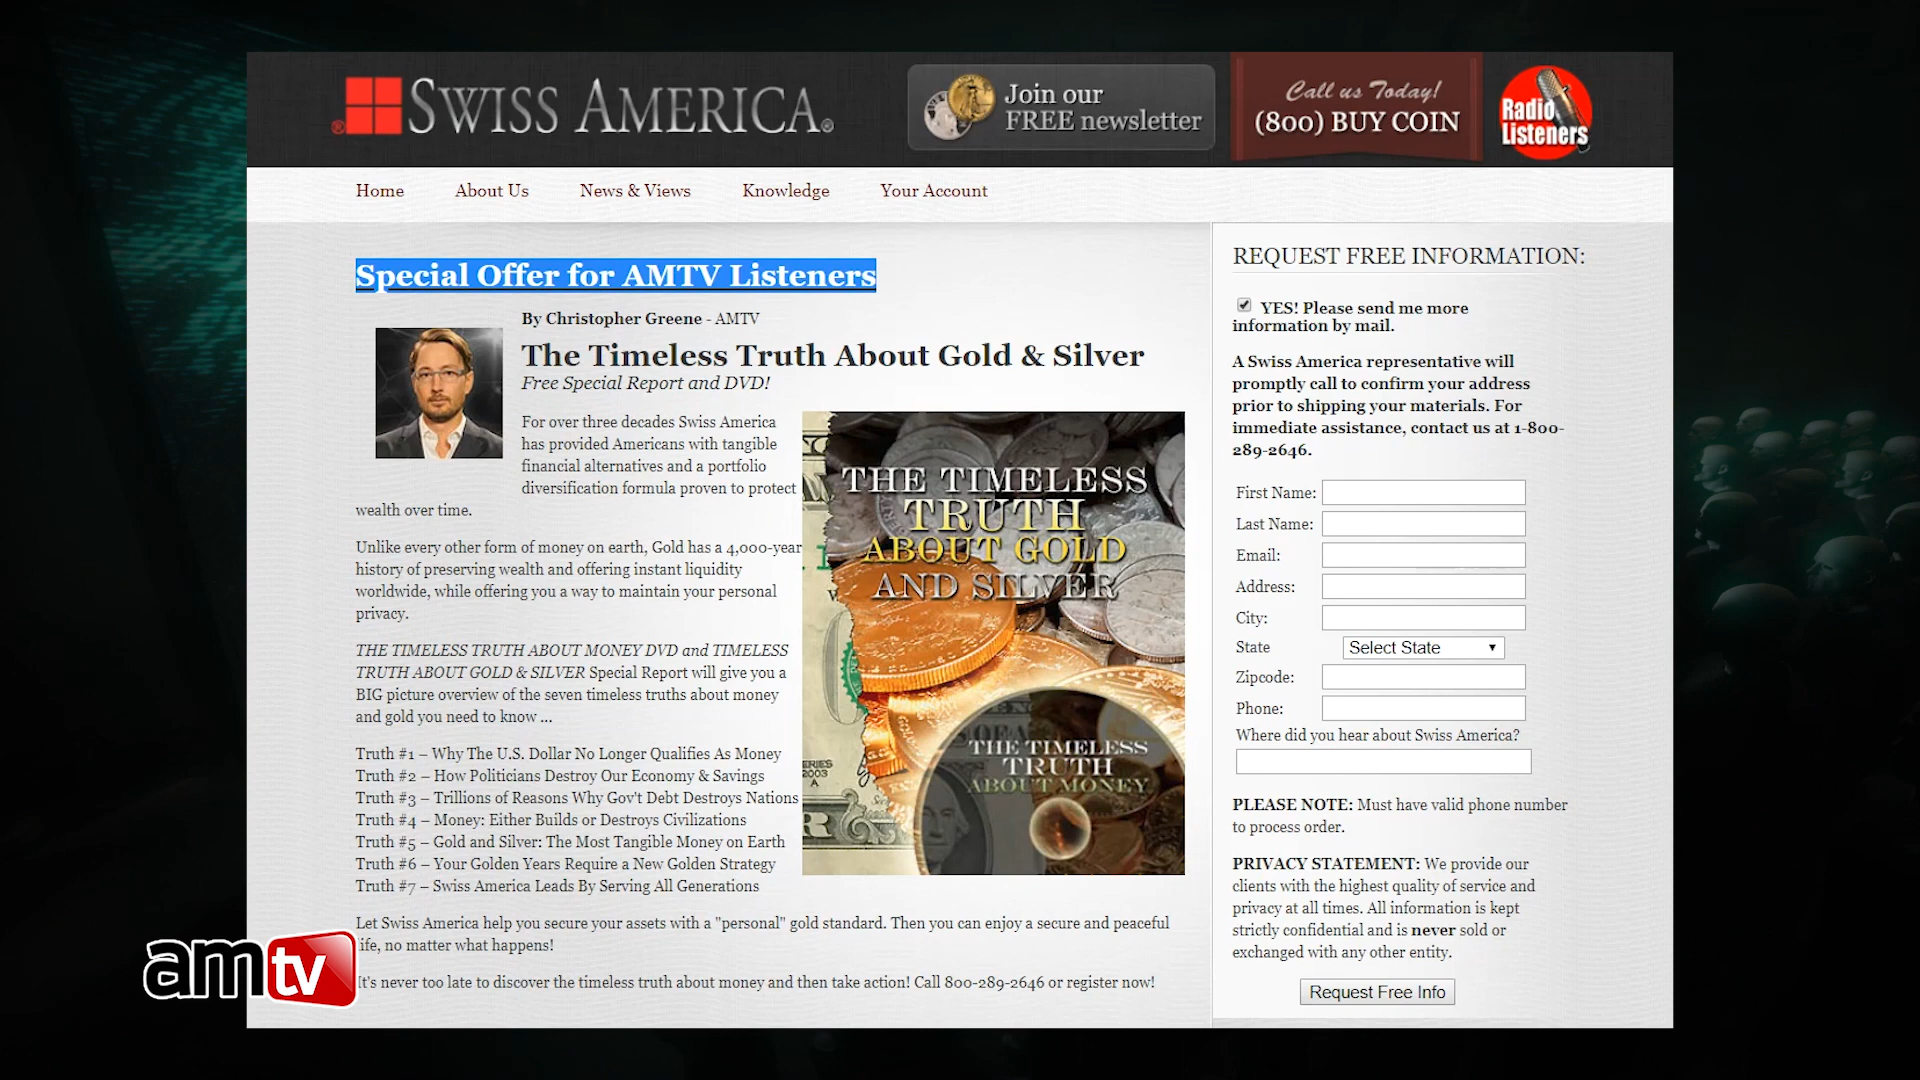 ® SWISS AMERICA®
Join our
FREE newsletter
Call us Today!
(800) BUY COIN
Radio
Listeners
Home
About Us
News & Views
Knowledge
Your Account
Special Offer for AMTV Listeners
By Christopher Greene - AMTV
The Timeless Truth About Gold & Silver
Free Special Report and DVD!
For over three decades Swiss America
has provided Americans with tangible
financial alternatives and a portfolio
diversification formula proven to protect
wealth over time.
Unlike every other form of money on earth, Gold has a 4,000-year
history of preserving wealth and offering instant liquidity
worldwide, while offering you a way to maintain your personal
privacy.
THE TIMELESS TRUTH ABOUT MONEY DVD and TIMELESS
TRUTH ABOUT GOLD & SILVER Special Report will give you a
BIG picture overview of the seven timeless truths about money
and gold you need to know ...
Truth #1 – Why The U.S. Dollar No Longer Qualifies As Money
Truth #2 – How Politicians Destroy Our Economy & Savings
Truth #3 – Trillions of Reasons Why Gov't Debt Destroys Nations
Truth #4 – Money: Either Builds or Destroys Civilizations
Truth #5 – Gold and Silver: The Most Tangible Money on Earth
Truth #6 – Your Golden Years Require a New Golden Strategy
Truth #7 – Swiss America Leads By Serving All Generations
Let Swiss America help you secure your assets with a "personal" gold standard. Then you can enjoy a secure and peaceful
life, no matter what happens!
It's never too late to discover the timeless truth about money and then take action! Call 800-289-2646 or register now!
THE TIMELESS
TRUTH
ABOUT GOLD
AND SILVER
SERIES
2003
A
THE TIMELESS
TRUTH
ABOUT MONEY
REQUEST FREE INFORMATION:
YES! Please send me more
information by mail.
A Swiss America representative will
promptly call to confirm your address
prior to shipping your materials. For
immediate assistance, contact us at 1-800-
289-2646.
First Name:
Last Name:
Email:
Address:
City:
State Select State
Zipcode:
Phone:
Where did you hear about Swiss America?
PLEASE NOTE: Must have valid phone number
to process order.
PRIVACY STATEMENT: We provide our
clients with the highest quality of service and
privacy at all times. All information is kept
strictly confidential and is never sold or
exchanged with any other entity.
Request Free Info
amtv